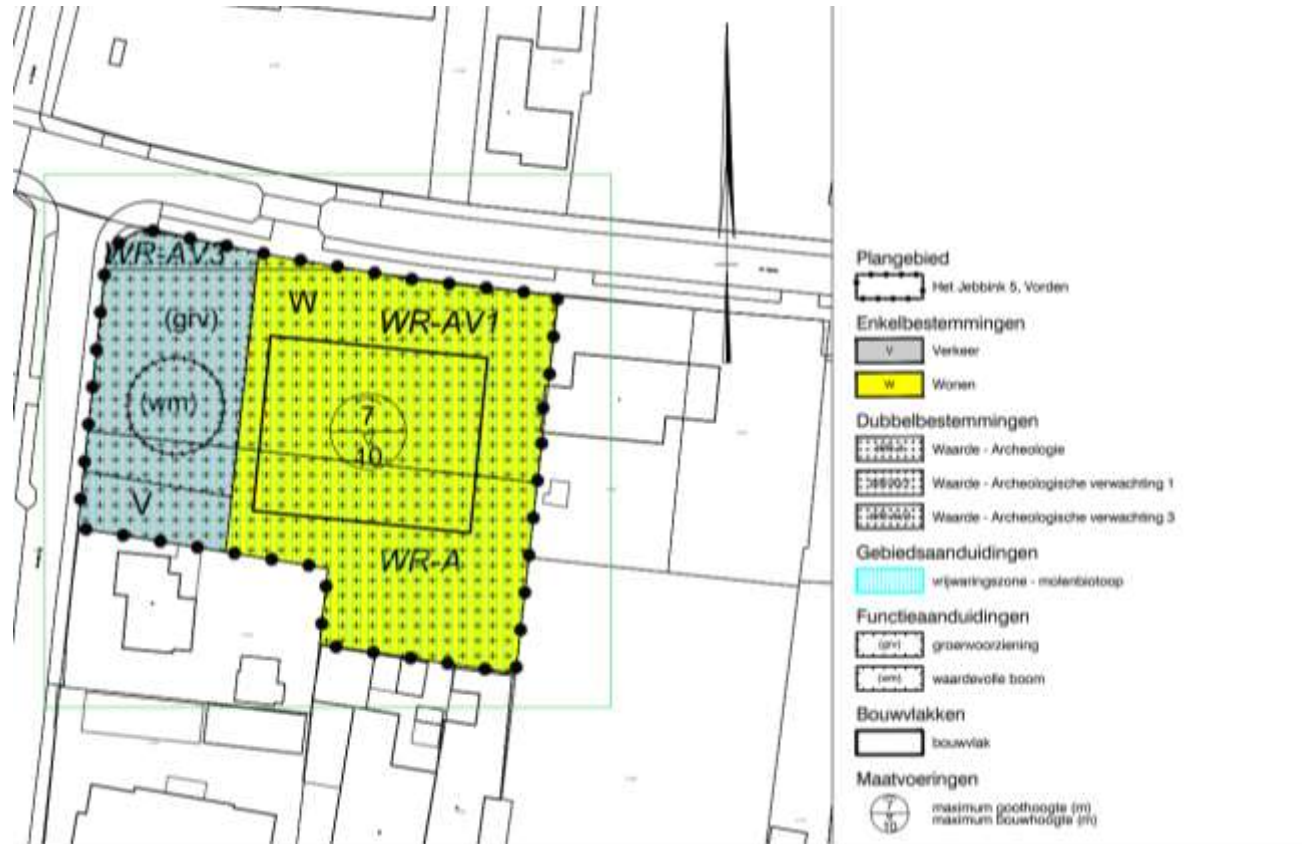 WR-AV3
(grv)
W
WR-AV1
(wm)
7
10
V
WR-A
Plangebied
Het Jebbink 5, Vorden
Enkelbestemmingen
V Verkeer
W Wonen
Dubbelbestemmingen
Waarde - Archeologie
Waarde - Archeologische verwachting 1
Waarde - Archeologische verwachting 3
Gebiedsaanduidingen
vrijwaringszone - molenbiotoop
Functieaanduidingen
(grv) groenvoorziening
(wm) waardevolle boom
Bouwvlakken
bouwvlak
Maatvoeringen
7
10
maximum goothoogte (m)
maximum bouwhoogte (m)